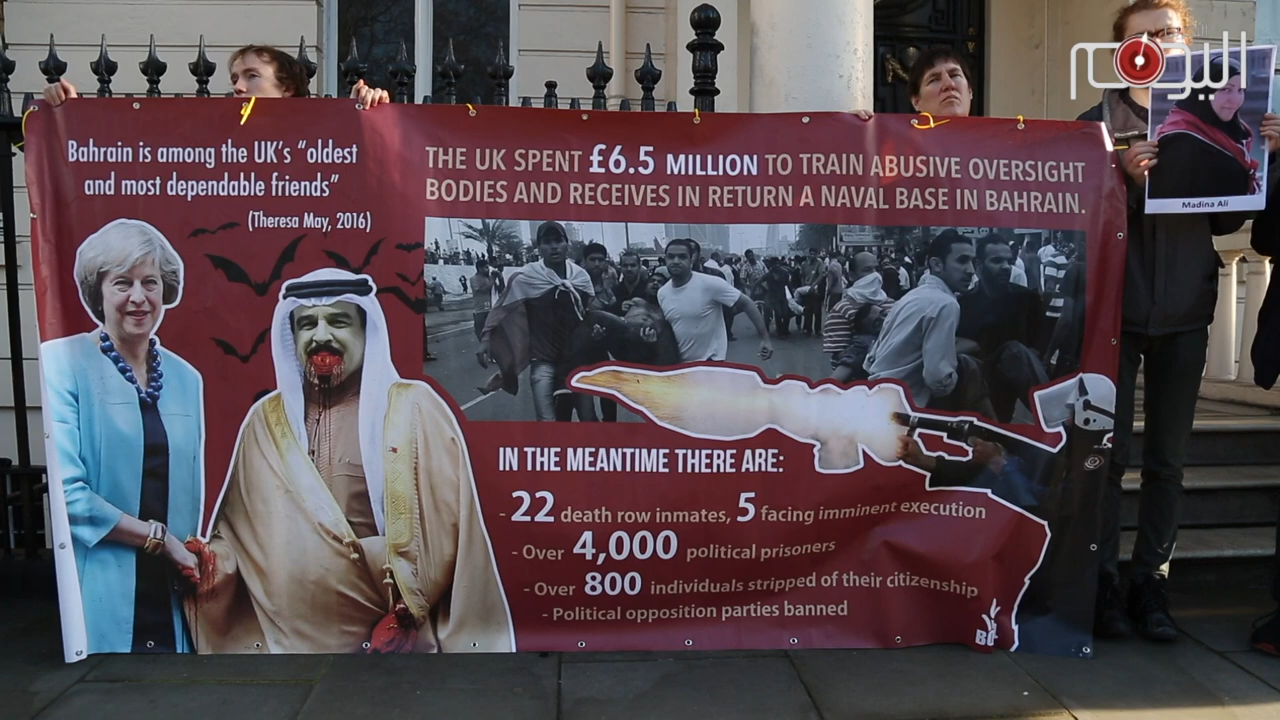 Bahrain is among the UK's "oldest
and most dependable friends"
(Theresa May, 2016)
THE UK SPENT £6.5 MILLION TO TRAIN ABUSIVE OVERSIGHT
BODIES AND RECEIVES IN RETURN A NAVAL BASE IN BAHRAIN.
IN THE MEANTIME THERE ARE:
- 22 death row inmates, 5 facing imminent execution
- Over 4,000 political prisoners
- Over 800 individuals stripped of their citizenship
- Political opposition parties banned
Madina Ali